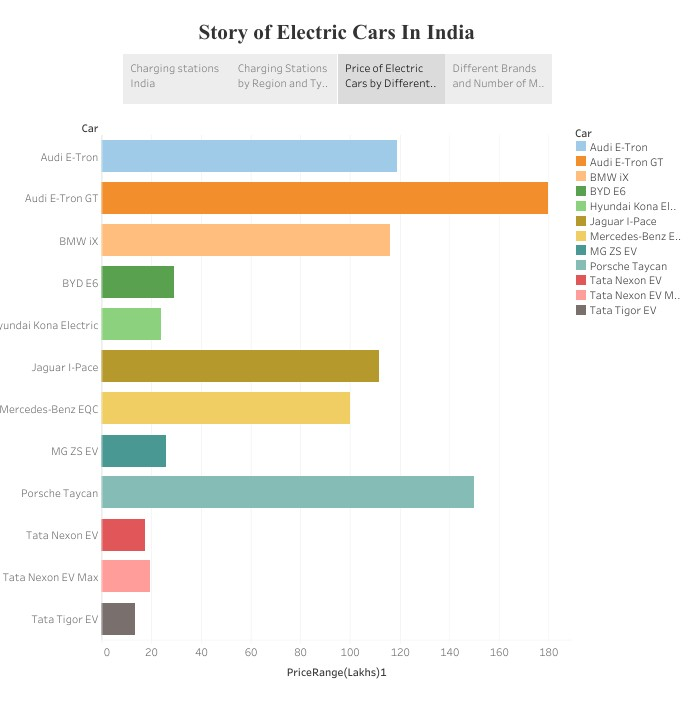 Story of Electric Cars In India
Charging stations
India
Charging Stations
by Region and Ty..
Price of Electric
Cars by Different..
Different Brands
and Number of M..
Car
Audi E-Tron
Audi E-Tron GT
BMW iX
BYD E6
yundai Kona Electric
Jaguar I-Pace
Mercedes-Benz EQC
MG ZS EV
Porsche Taycan
Tata Nexon EV
Tata Nexon EV Max
Tata Tigor EV
0 20 40 60 80 100 120 140 160 180
PriceRange(Lakhs)1
Car
Audi E-Tron
Audi E-Tron GT
BMW iX
BYD E6
Hyundai Kona El..
Jaguar I-Pace
Mercedes-Benz E..
MG ZS EV
Porsche Taycan
Tata Nexon EV
Tata Nexon EV M..
Tata Tigor EV